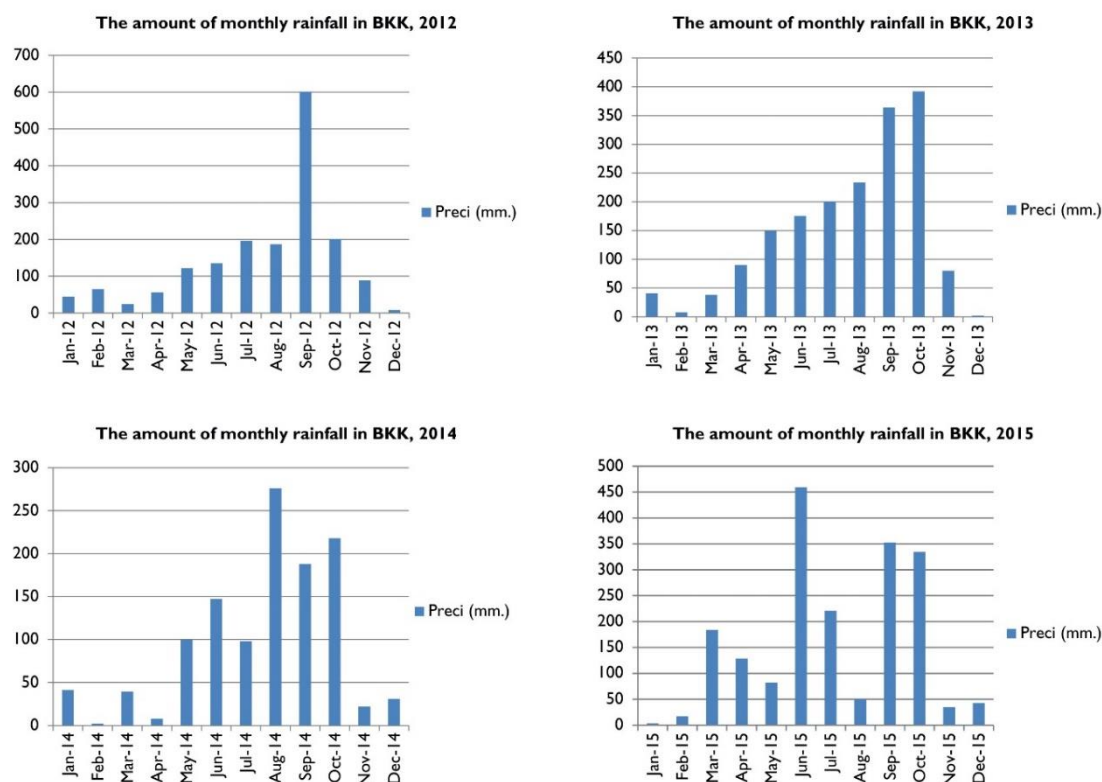 The amount of monthly rainfall in BKK, 2012
700
600
500
400
300
200
100
0
Jan-12
Feb-12
Mar-12
Apr-12
May-12
Jun-12
Jul-12
Aug-12
Sep-12
Oct-12
Nov-12
Dec-12
Preci (mm.)
The amount of monthly rainfall in BKK, 2013
450
400
350
300
250
200
150
100
50
0
Jan-13
Feb-13
Mar-13
Apr-13
May-13
Jun-13
Jul-13
Aug-13
Sep-13
Oct-13
Nov-13
Dec-13
Preci (mm.)
The amount of monthly rainfall in BKK, 2014
300
250
200
150
100
50
0
Jan-14
Feb-14
Mar-14
Apr-14
May-14
Jun-14
Jul-14
Aug-14
Sep-14
Oct-14
Nov-14
Dec-14
Preci (mm.)
The amount of monthly rainfall in BKK, 2015
500
450
400
350
300
250
200
150
100
50
0
Jan-15
Feb-15
Mar-15
Apr-15
May-15
Jun-15
Jul-15
Aug-15
Sep-15
Oct-15
Nov-15
Dec-15
Preci (mm.)